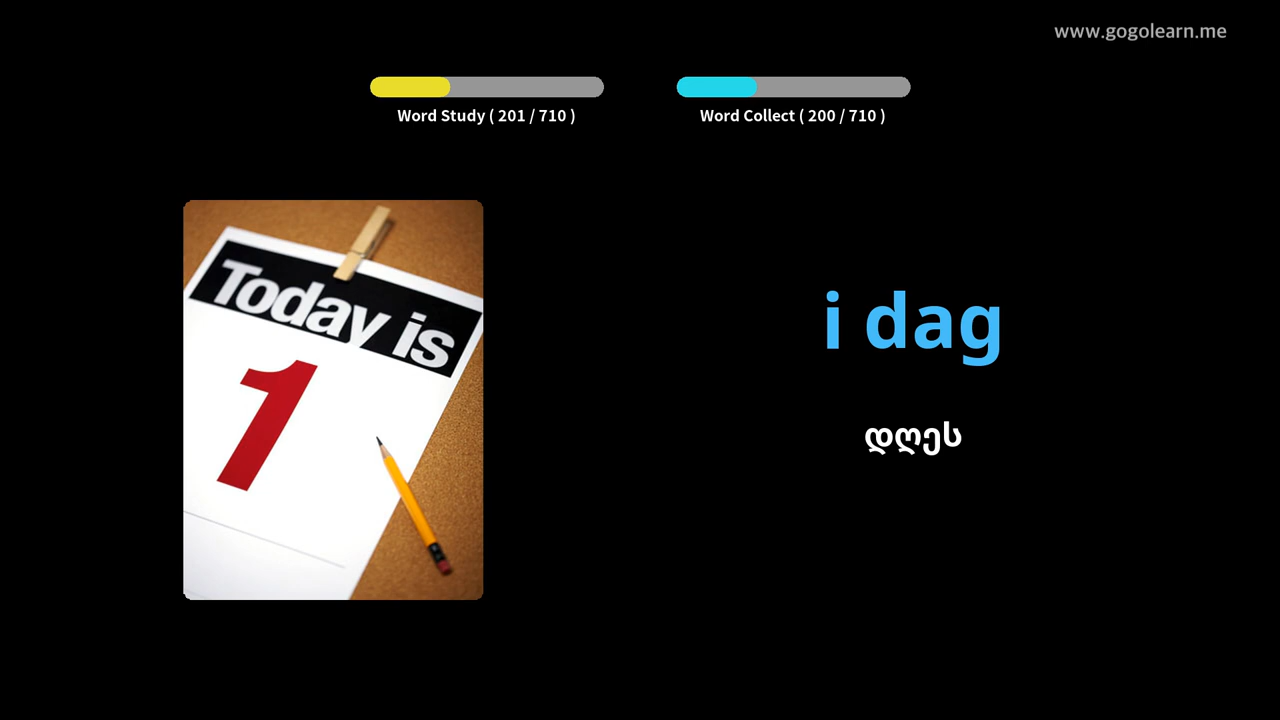 www.gogolearn.me
Word Study ( 201 / 710 )
Word Collect ( 200 / 710 )
Today is
1
i dag
დღეს